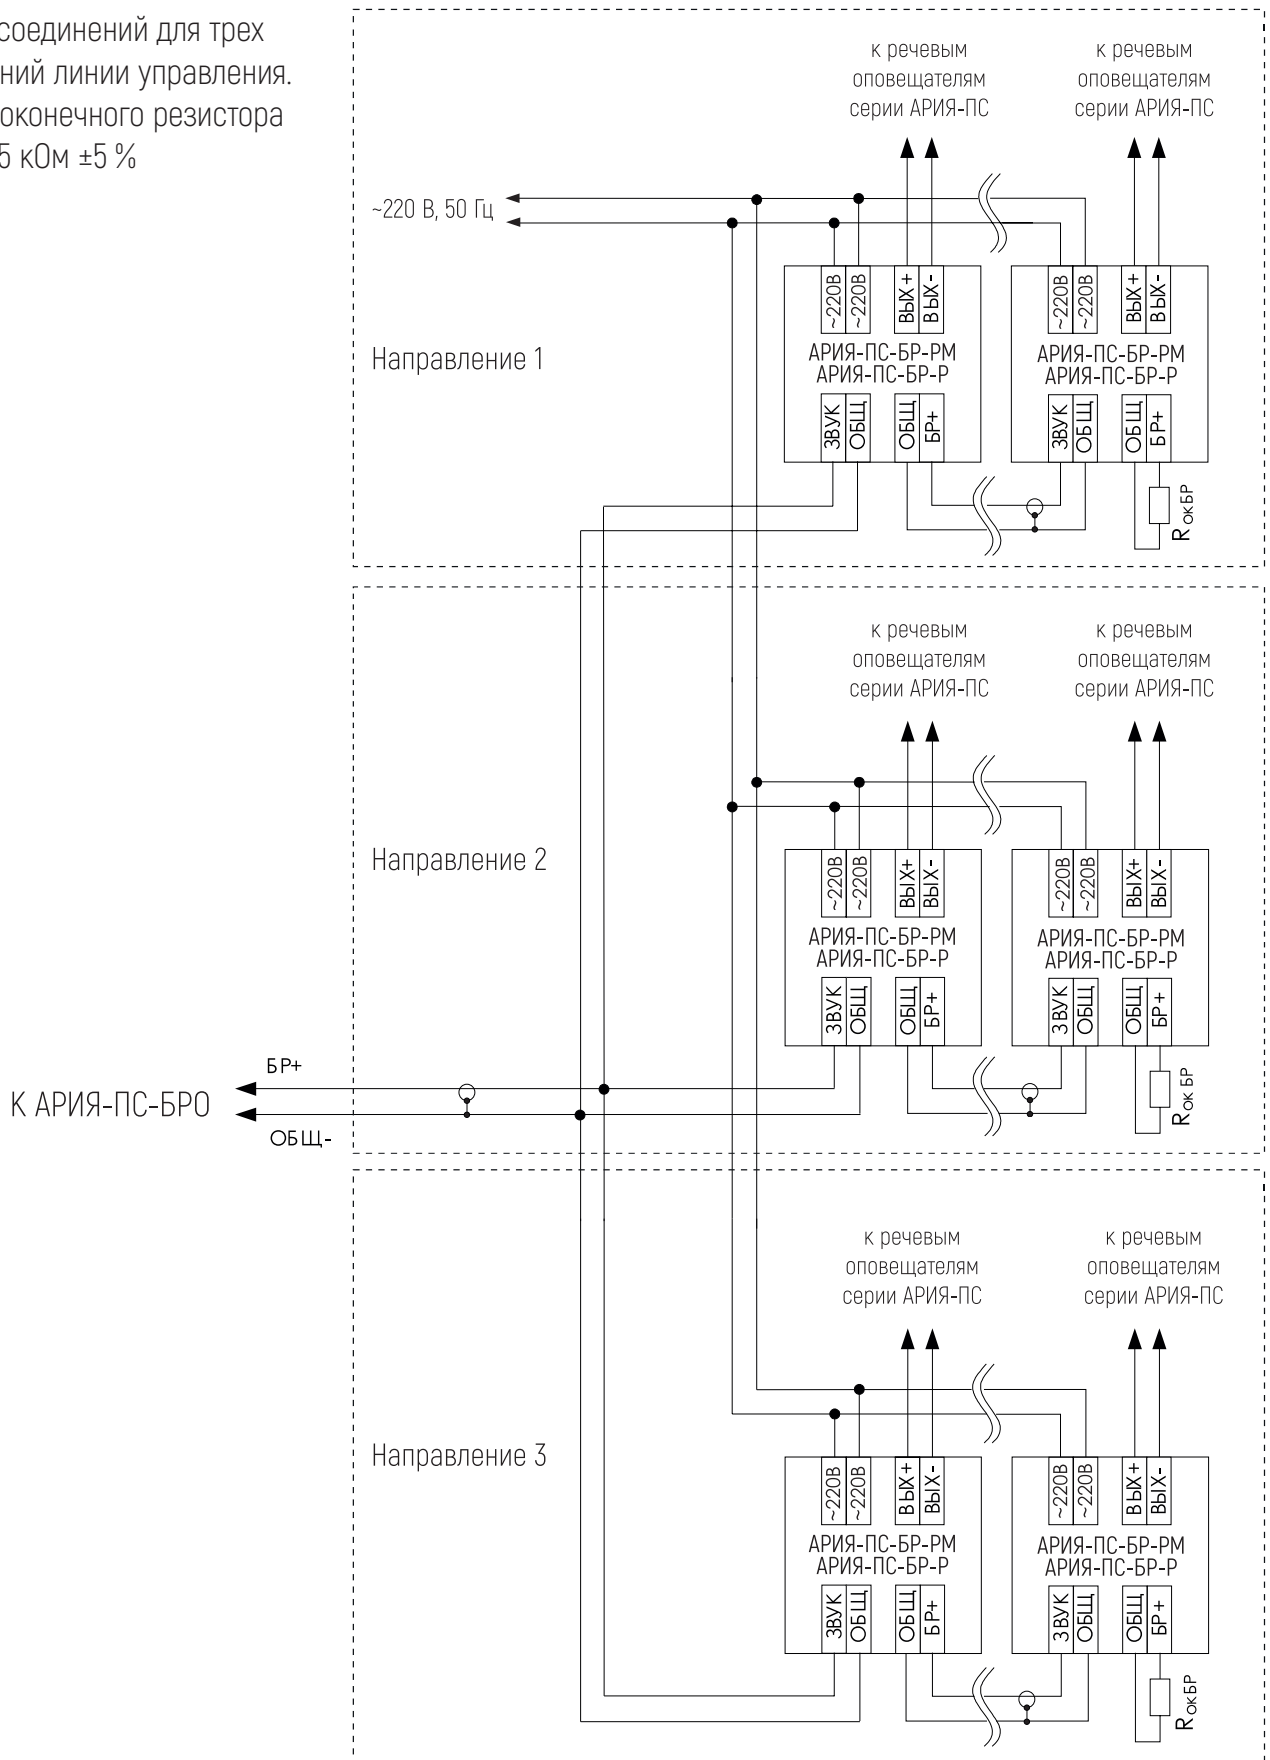 соединений для трех
ний линии управления.
оконечного резистора
5 кОм ±5 %
к речевым
оповещателям
серии АРИЯ-ПС
к речевым
оповещателям
серии АРИЯ-ПС
~220 В, 50 Гц
~220В
~220В
ВЫХ+
ВЫХ-
~220В
~220В
ВЫХ+
ВЫХ-
Направление 1
АРИЯ-ПС-БР-РМ
АРИЯ-ПС-БР-Р
АРИЯ-ПС-БР-РМ
АРИЯ-ПС-БР-Р
ЗВУК
ОБЩ
ОБЩ
БР+
ЗВУК
ОБЩ
ОБЩ
БР+
RокБР
к речевым
оповещателям
серии АРИЯ-ПС
к речевым
оповещателям
серии АРИЯ-ПС
Направление 2
~220В
~220В
ВЫХ+
ВЫХ-
~220В
~220В
ВЫХ+
ВЫХ-
АРИЯ-ПС-БР-РМ
АРИЯ-ПС-БР-Р
АРИЯ-ПС-БР-РМ
АРИЯ-ПС-БР-Р
ЗВУК
ОБЩ
ОБЩ
БР+
ЗВУК
ОБЩ
ОБЩ
БР+
Rок БР
БР+
К АРИЯ-ПС-БРО
ОБЩ-
к речевым
оповещателям
серии АРИЯ-ПС
к речевым
оповещателям
серии АРИЯ-ПС
Направление 3
~220В
~220В
ВЫХ+
ВЫХ-
~220В
~220В
ВЫХ+
ВЫХ-
АРИЯ-ПС-БР-РМ
АРИЯ-ПС-БР-Р
АРИЯ-ПС-БР-РМ
АРИЯ-ПС-БР-Р
ЗВУК
ОБЩ
ОБЩ
БР+
ЗВУК
ОБЩ
ОБЩ
БР+
RокБР